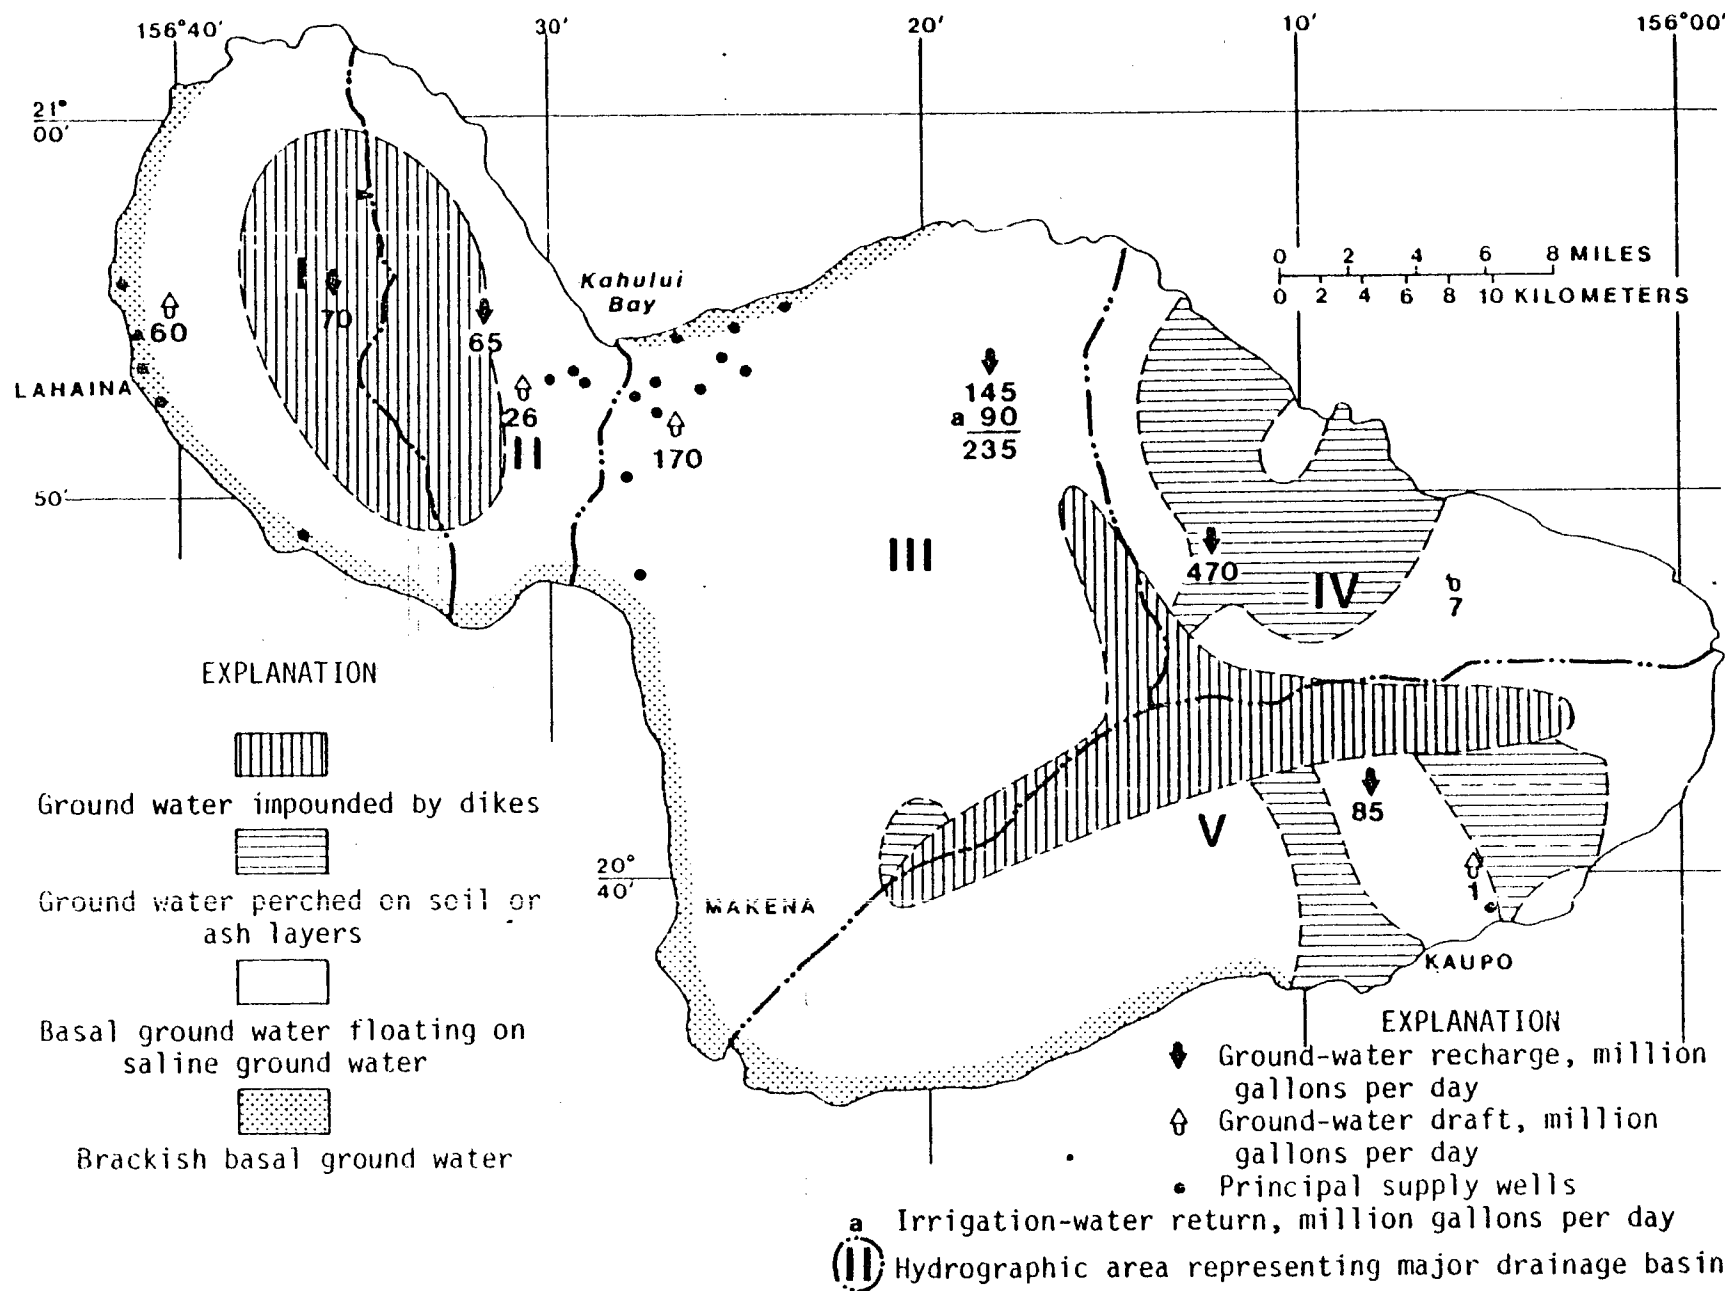 156°40'
30'
20'
10'
156°00'
21°
00'
0 2 4 6 8 MILES
0 2 4 6 8 10 KILOMETERS
Kahului
Bay
I
70
60
65
LAHAINA
26
II
170
145
a 90
235
50'
III
470
IV
7
EXPLANATION
Ground water impounded by dikes
Ground water perched on soil or
ash layers
Basal ground water floating on
saline ground water
Brackish basal ground water
85
V
1
20°
40'
MAKENA
KAUPO
EXPLANATION
Ground-water recharge, million
gallons per day
Ground-water draft, million
gallons per day
Principal supply wells
a Irrigation-water return, million gallons per day
II Hydrographic area representing major drainage basin